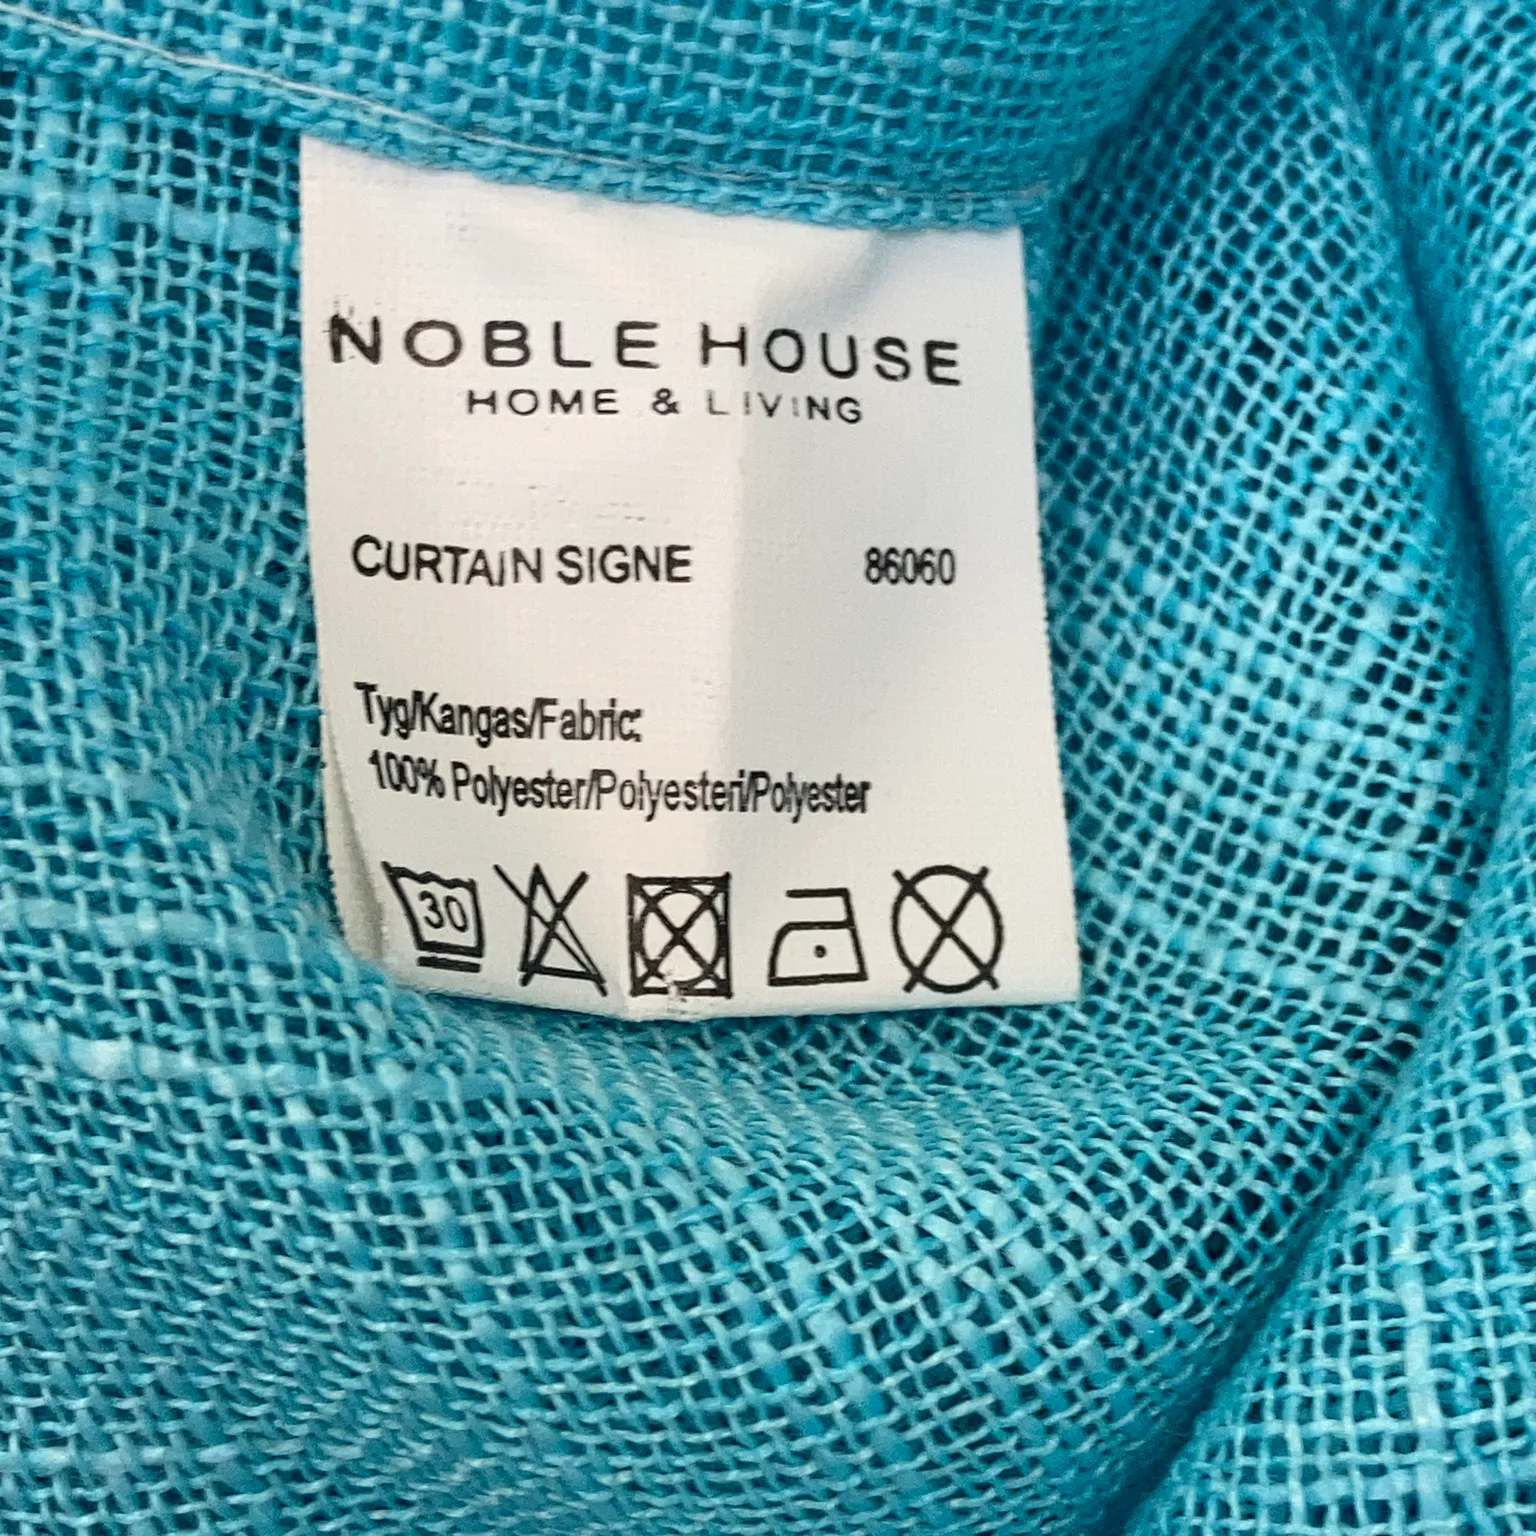 NOBLE HOUSE
HOME & LIVING
CURTAIN SIGNE 86060
Tyg/Kangas/Fabric:
100% Polyester/Polyesteri/Polyester
30